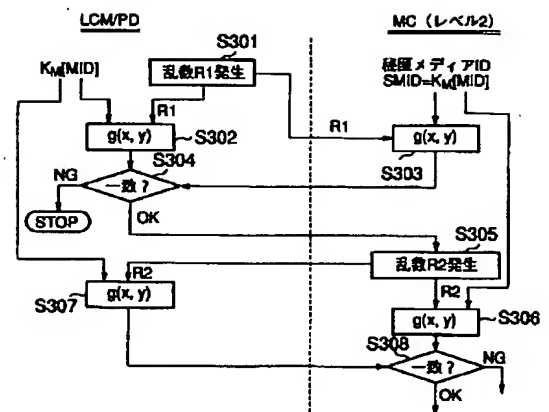 LCM/PD
MC (レベル2)
S301
K_M[MID]
乱数R1発生
秘匿メディアID
SMID=K_M[MID]
R1
R1
g(x, y)
S302
g(x, y)
S303
S304
NG
一致?
STOP
OK
S305
R2
乱数R2発生
R2
S307
g(x, y)
g(x, y)
S306
S308
一致?
NG
OK